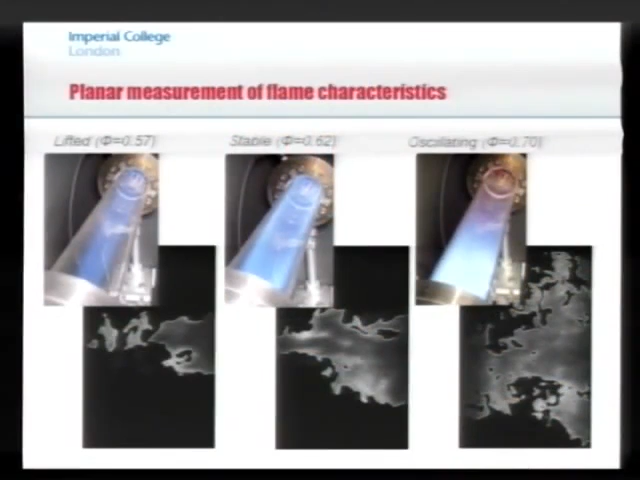 Imperial College
London
Planar measurement of flame characteristics
Lifted (Φ=0.57)
Stable (Φ=0.62)
Oscillating (Φ=0.70)